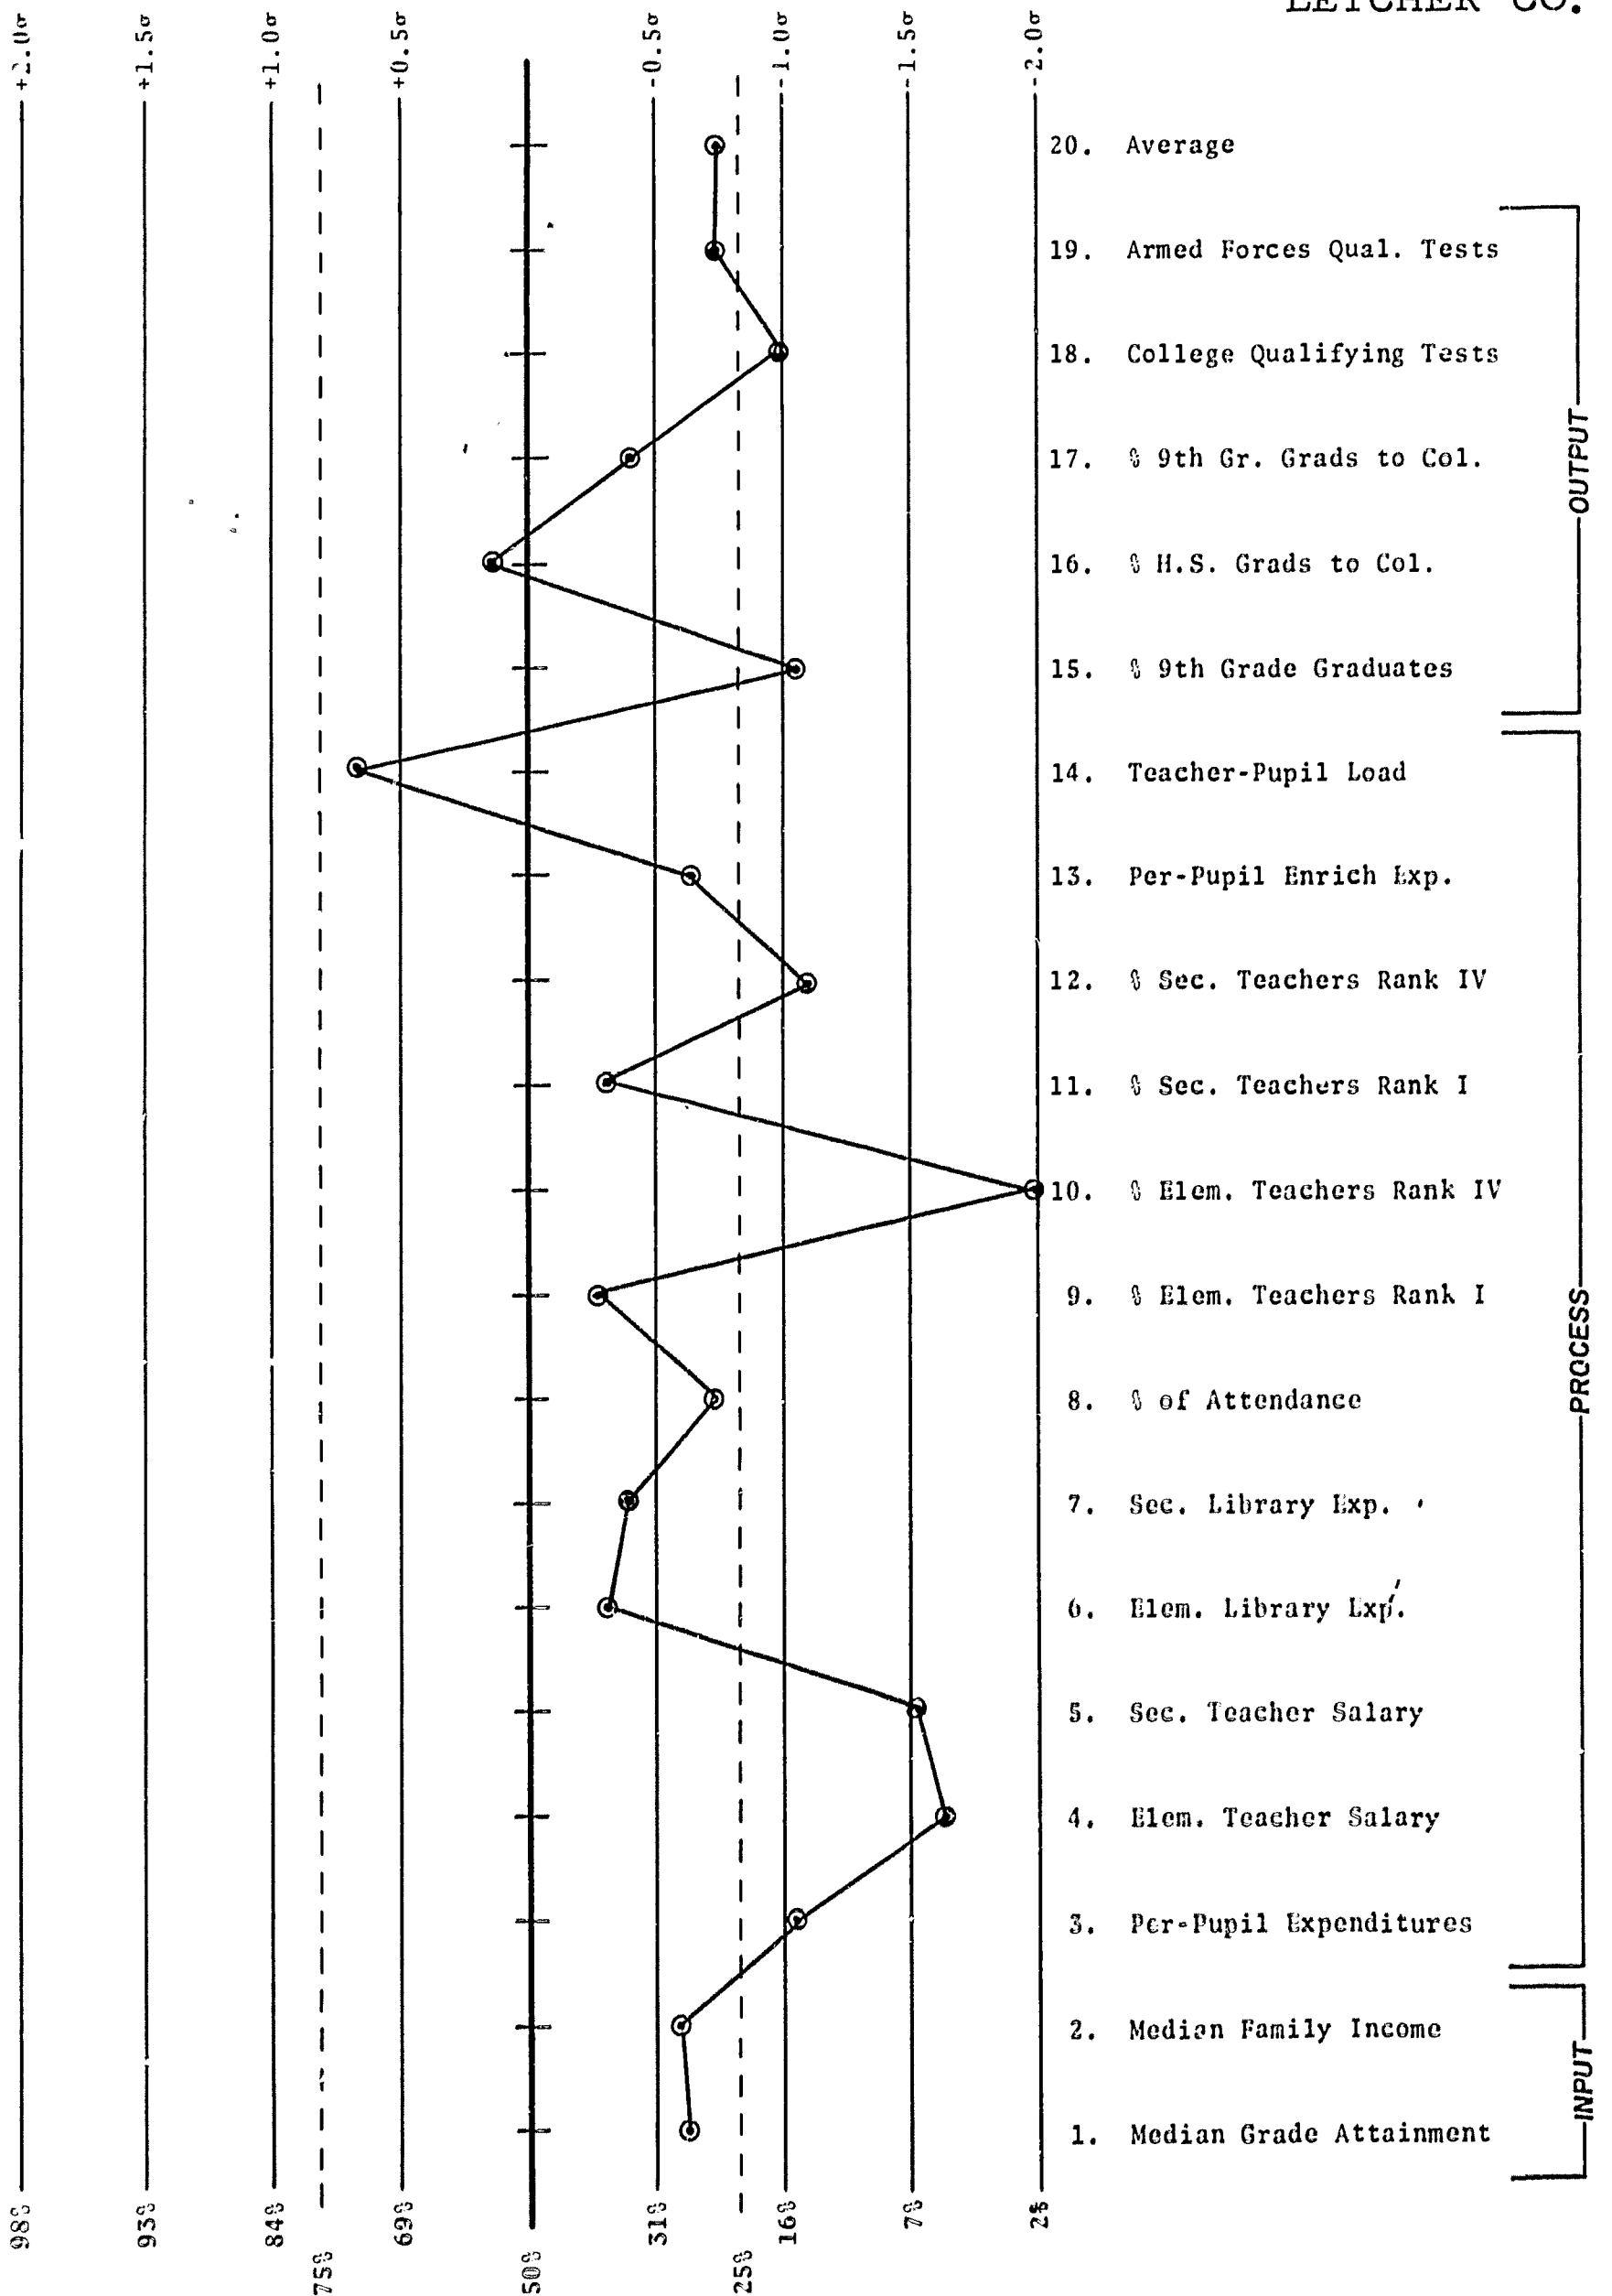 LETCHER CO.
+2.0σ
+1.5σ
+1.0σ
+0.5σ
-0.5σ
-1.0σ
-1.5σ
-2.0σ
20. Average
19. Armed Forces Qual. Tests
18. College Qualifying Tests
17. % 9th Gr. Grads to Col.
16. % H.S. Grads to Col.
15. % 9th Grade Graduates
14. Teacher-Pupil Load
13. Per-Pupil Enrich Exp.
12. % Sec. Teachers Rank IV
11. % Sec. Teachers Rank I
10. % Elem. Teachers Rank IV
9. % Elem. Teachers Rank I
8. % of Attendance
7. Sec. Library Exp.
6. Elem. Library Exp.
5. Sec. Teacher Salary
4. Elem. Teacher Salary
3. Per-Pupil Expenditures
2. Median Family Income
1. Median Grade Attainment
OUTPUT
PROCESS
INPUT
98%
93%
84%
75%
69%
50%
31%
25%
16%
7%
2%